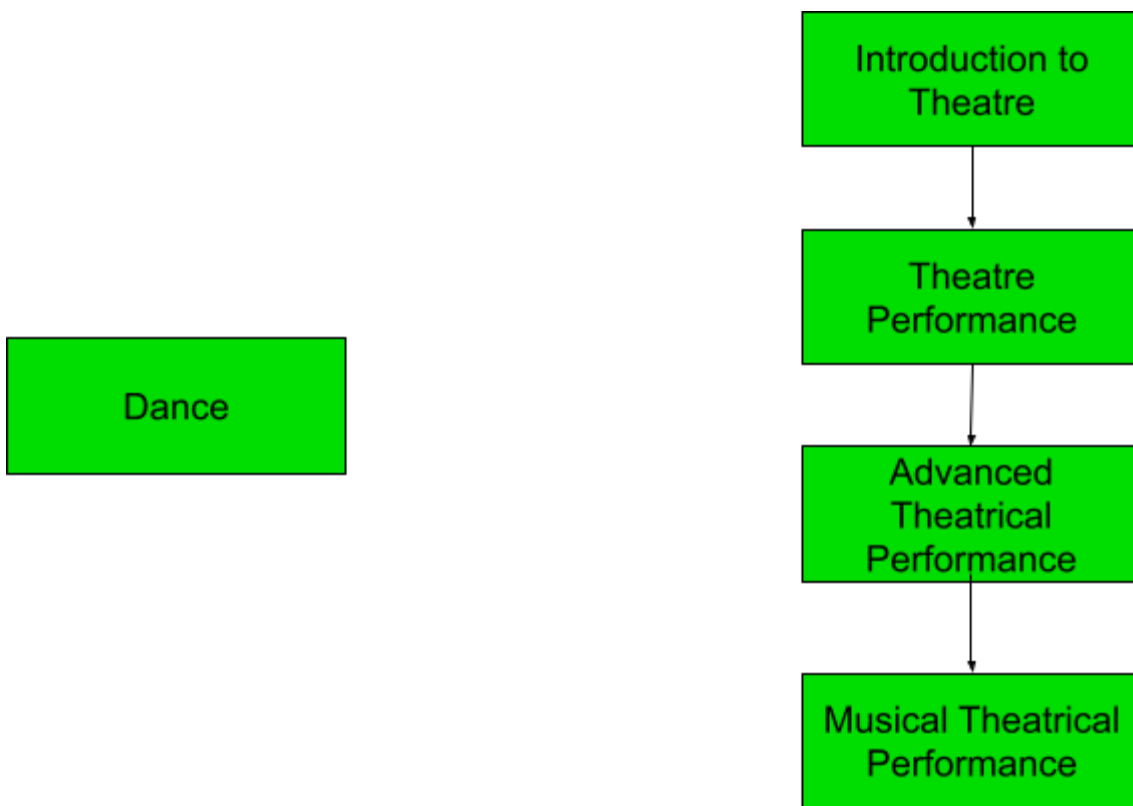 Introduction to
Theatre
Theatre
Performance
Dance
Advanced
Theatrical
Performance
Musical Theatrical
Performance